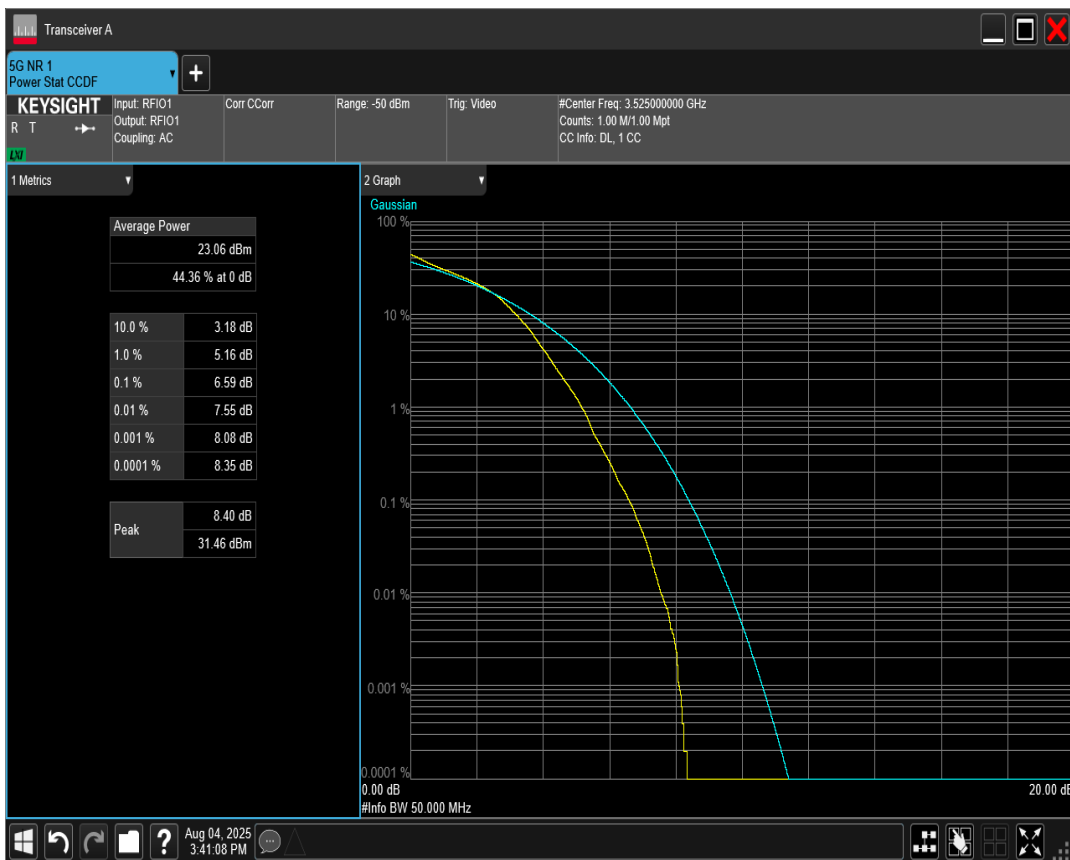 Transceiver A
5G NR 1
Power Stat CCDF
+
KEYSIGHT
R T
LXI
Input: RFIO1
Output: RFIO1
Coupling: AC
Corr CCorr
Range: -50 dBm
Trig: Video
#Center Freq: 3.525000000 GHz
Counts: 1.00 M/1.00 Mpt
CC Info: DL, 1 CC
1 Metrics
Average Power
23.06 dBm
44.36 % at 0 dB
10.0 % 3.18 dB
1.0 % 5.16 dB
0.1 % 6.59 dB
0.01 % 7.55 dB
0.001 % 8.08 dB
0.0001 % 8.35 dB
Peak 8.40 dB
31.46 dBm
2 Graph
Gaussian
100 %
10 %
1 %
0.1 %
0.01 %
0.001 %
0.0001 %
0.00 dB 20.00 dB
#Info BW 50.000 MHz
?
Aug 04, 2025
3:41:08 PM